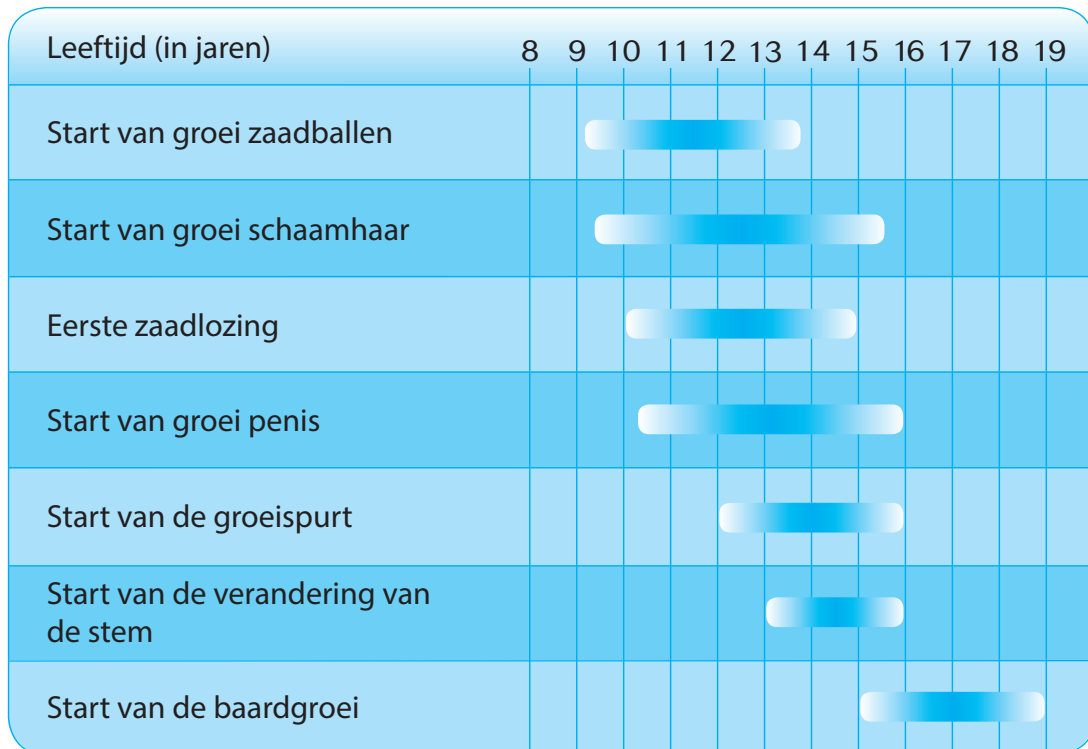 Leeftijd (in jaren) 8 9 10 11 12 13 14 15 16 17 18 19
Start van groei zaadballen
Start van groei schaamhaar
Eerste zaadlozing
Start van groei penis
Start van de groeispurt
Start van de verandering van
de stem
Start van de baardgroei